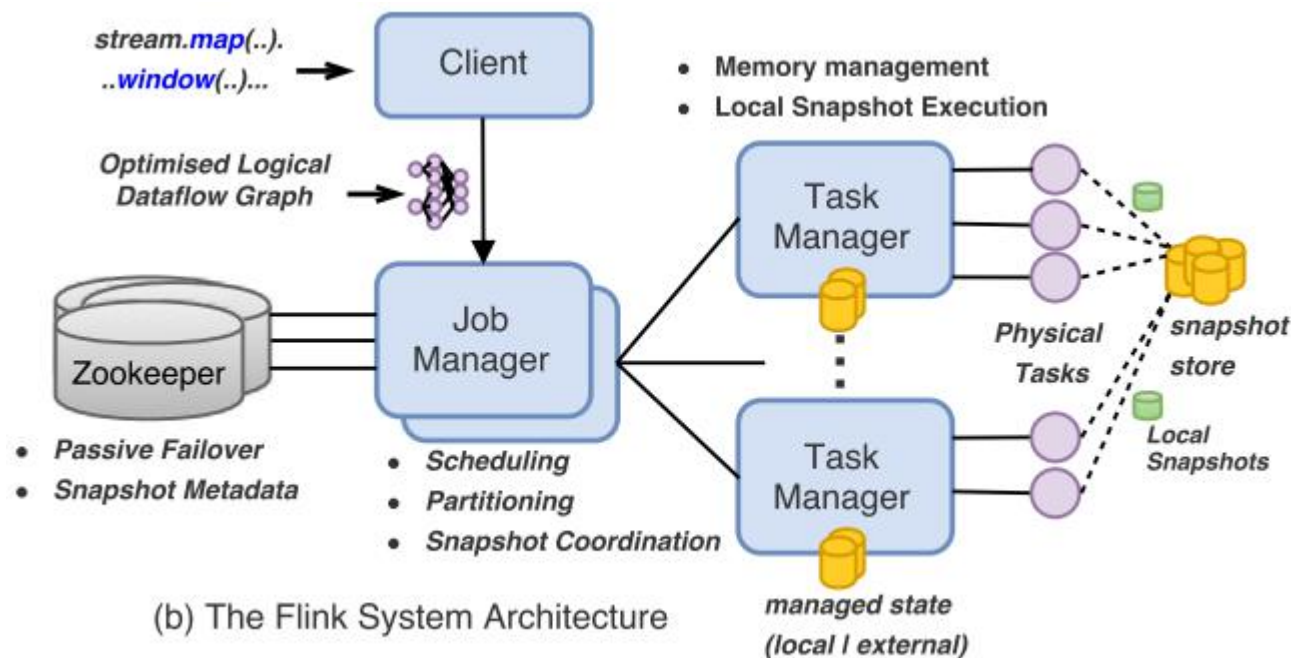 stream.map(..).
..window(..)...
Client
Optimised Logical
Dataflow Graph
Zookeeper
• Passive Failover
• Snapshot Metadata
Job
Manager
• Scheduling
• Partitioning
• Snapshot Coordination
• Memory management
• Local Snapshot Execution
Task
Manager
Physical
Tasks
snapshot
store
Task
Manager
Local
Snapshots
managed state
(local | external)
(b) The Flink System Architecture